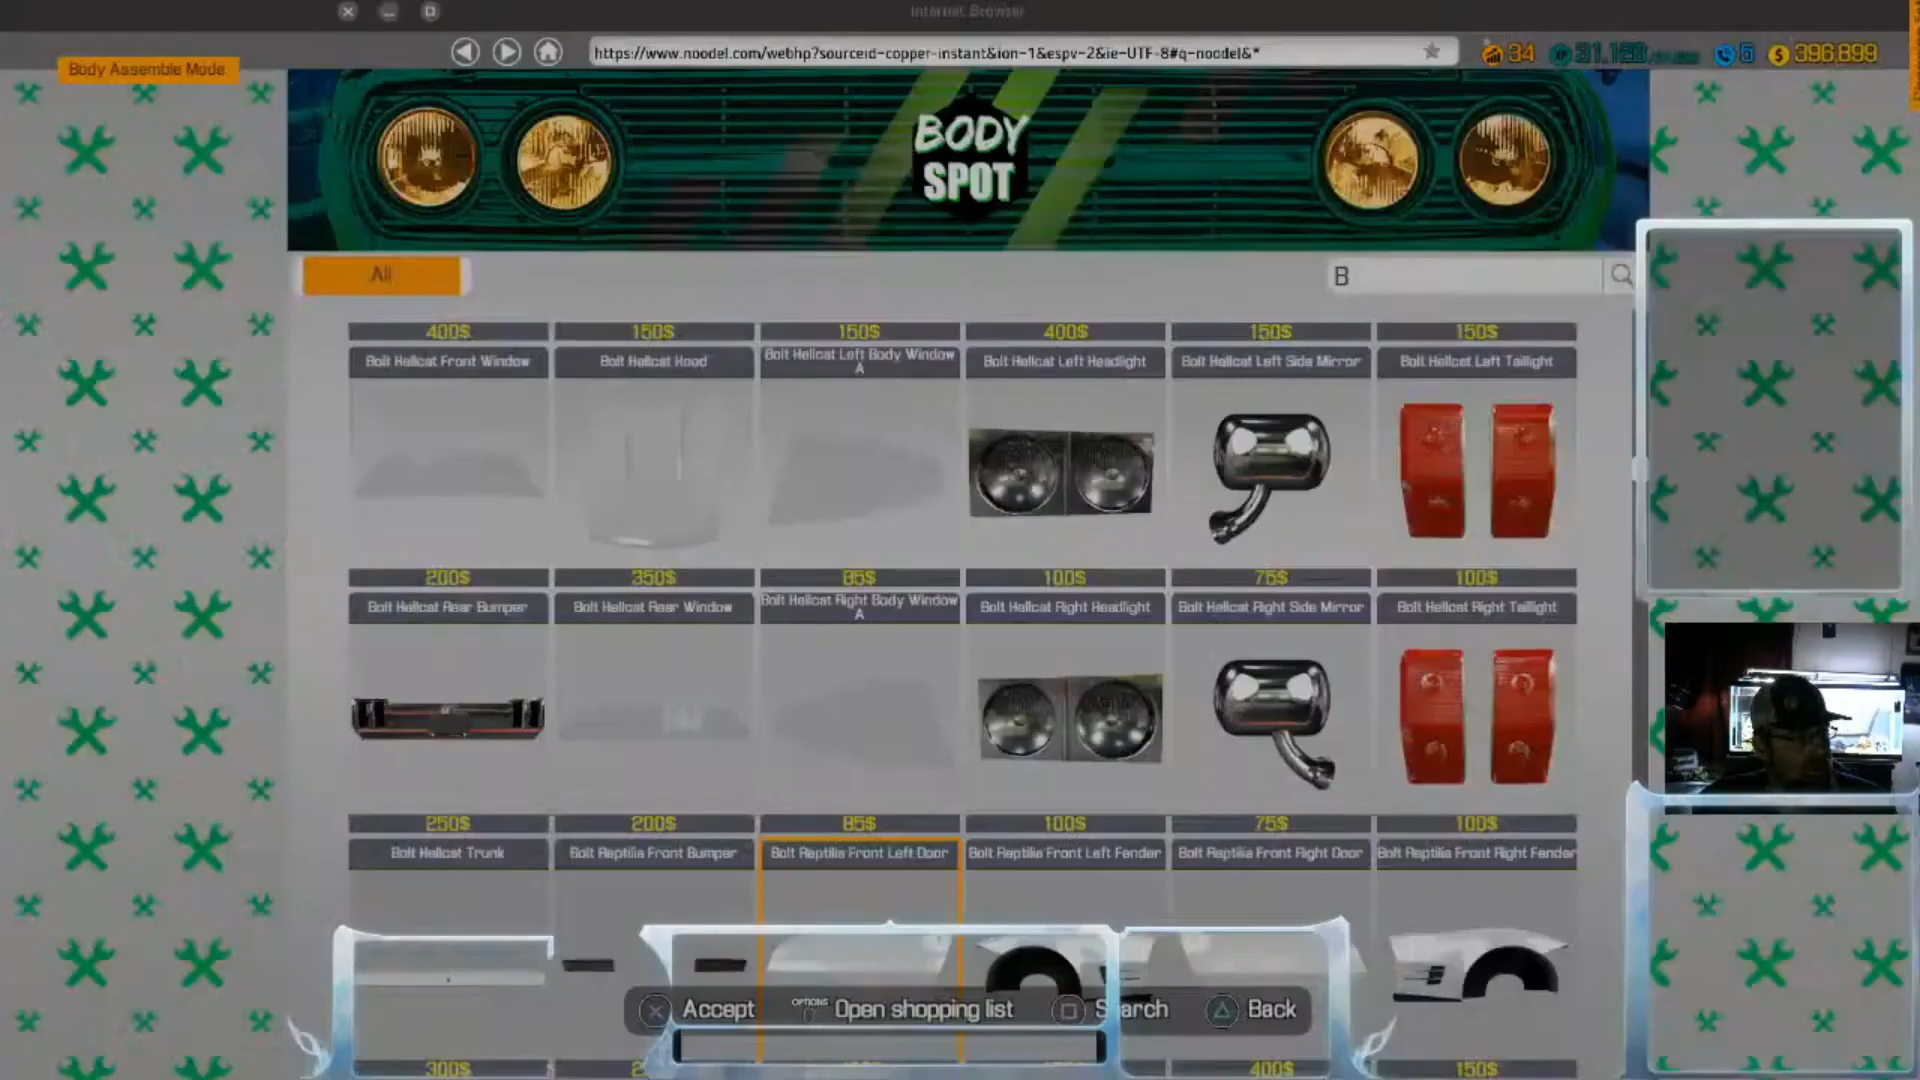 Internet Browser
https://www.noodel.com/webhp?sourceid-copper-instant&ion-1&espv-2&ie-UTF-8#q-noodel&*
34
5
396,899
Body Assemble Mode
BODY
SPOT
All
B
400$ 150$ 150$ 400$ 150$ 150$
Bolt Hellcat Front Window
Bolt Hellcat Hood
Bolt Hellcat Left Body Window
A
Bolt Hellcat Left Headlight
Bolt Hellcat Left Side Mirror
Bolt Hellcat Left Taillight
200$ 350$ 85$ 100$ 75$ 100$
Bolt Hellcat Rear Bumper
Bolt Hellcat Rear Window
Bolt Hellcat Right Body Window
A
Bolt Hellcat Right Headlight
Bolt Hellcat Right Side Mirror
Bolt Hellcat Right Taillight
250$ 200$ 85$ 100$ 75$ 100$
Bolt Hellcat Trunk
Bolt Reptilia Front Bumper
Bolt Reptilia Front Left Door
Bolt Reptilia Front Left Fender
Bolt Reptilia Front Right Door
Bolt Reptilia Front Right Fender
Accept
OPTIONS
Open shopping list
Search
Back
300$ 400$ 150$